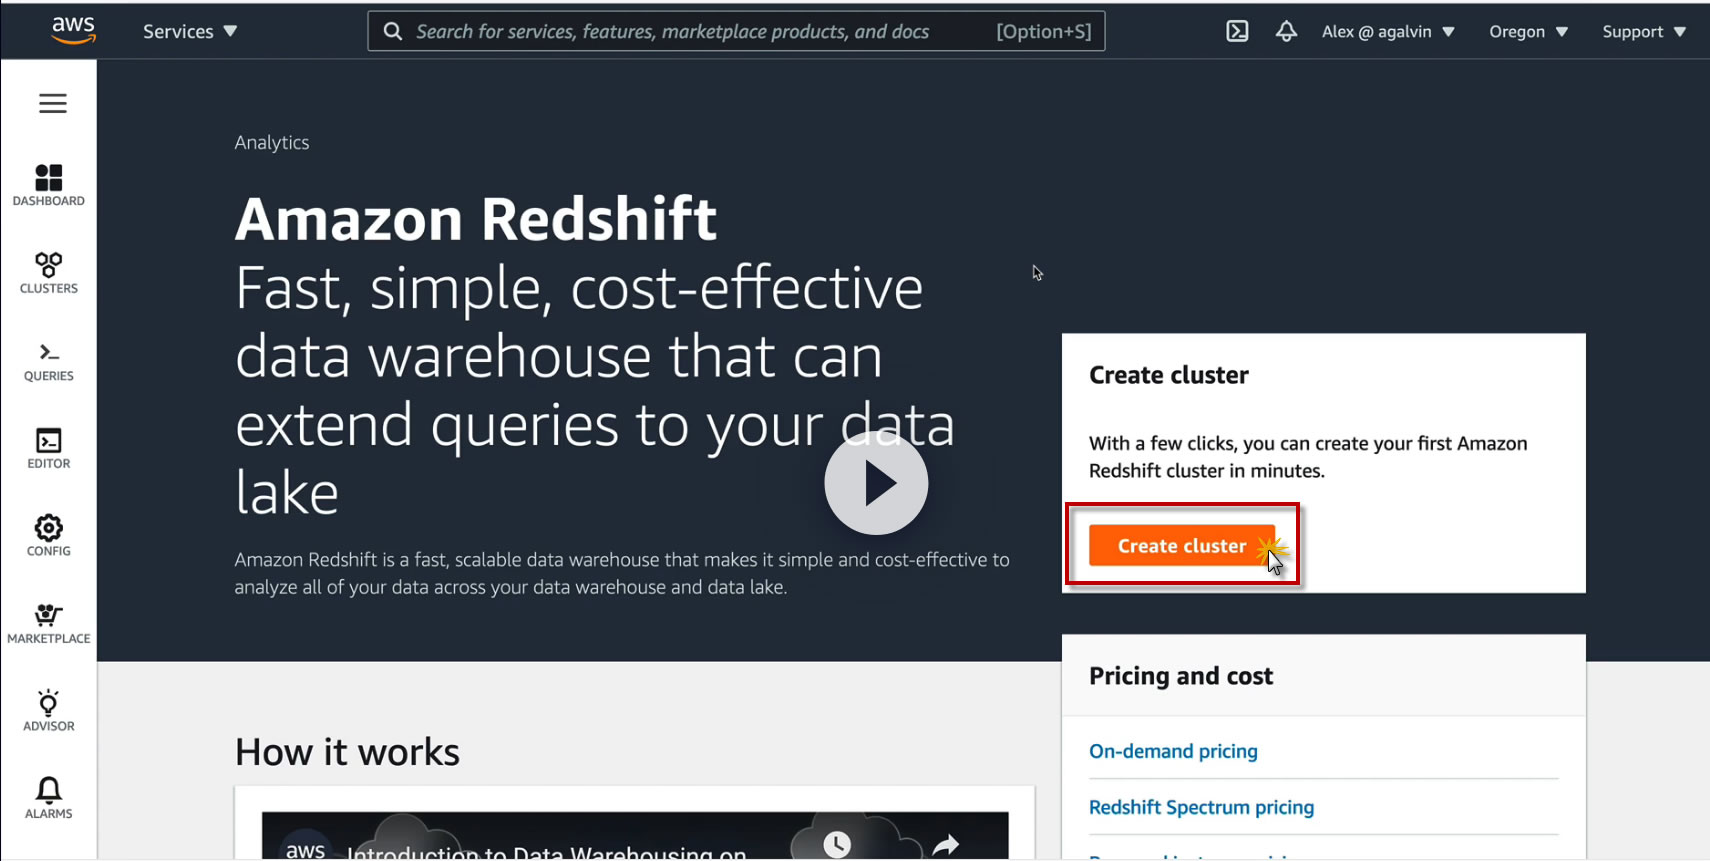 aws
Services
Search for services, features, marketplace products, and docs
[Option+S]
Alex @ agalvin
Oregon
Support
DASHBOARD
CLUSTERS
QUERIES
EDITOR
CONFIG
MARKETPLACE
ADVISOR
ALARMS
Analytics
Amazon Redshift
Fast, simple, cost-effective
data warehouse that can
extend queries to your data
lake
Amazon Redshift is a fast, scalable data warehouse that makes it simple and cost-effective to
analyze all of your data across your data warehouse and data lake.
Create cluster
With a few clicks, you can create your first Amazon
Redshift cluster in minutes.
Create cluster
Pricing and cost
On-demand pricing
Redshift Spectrum pricing
How it works
aws
Introduction to Data Warehousing on